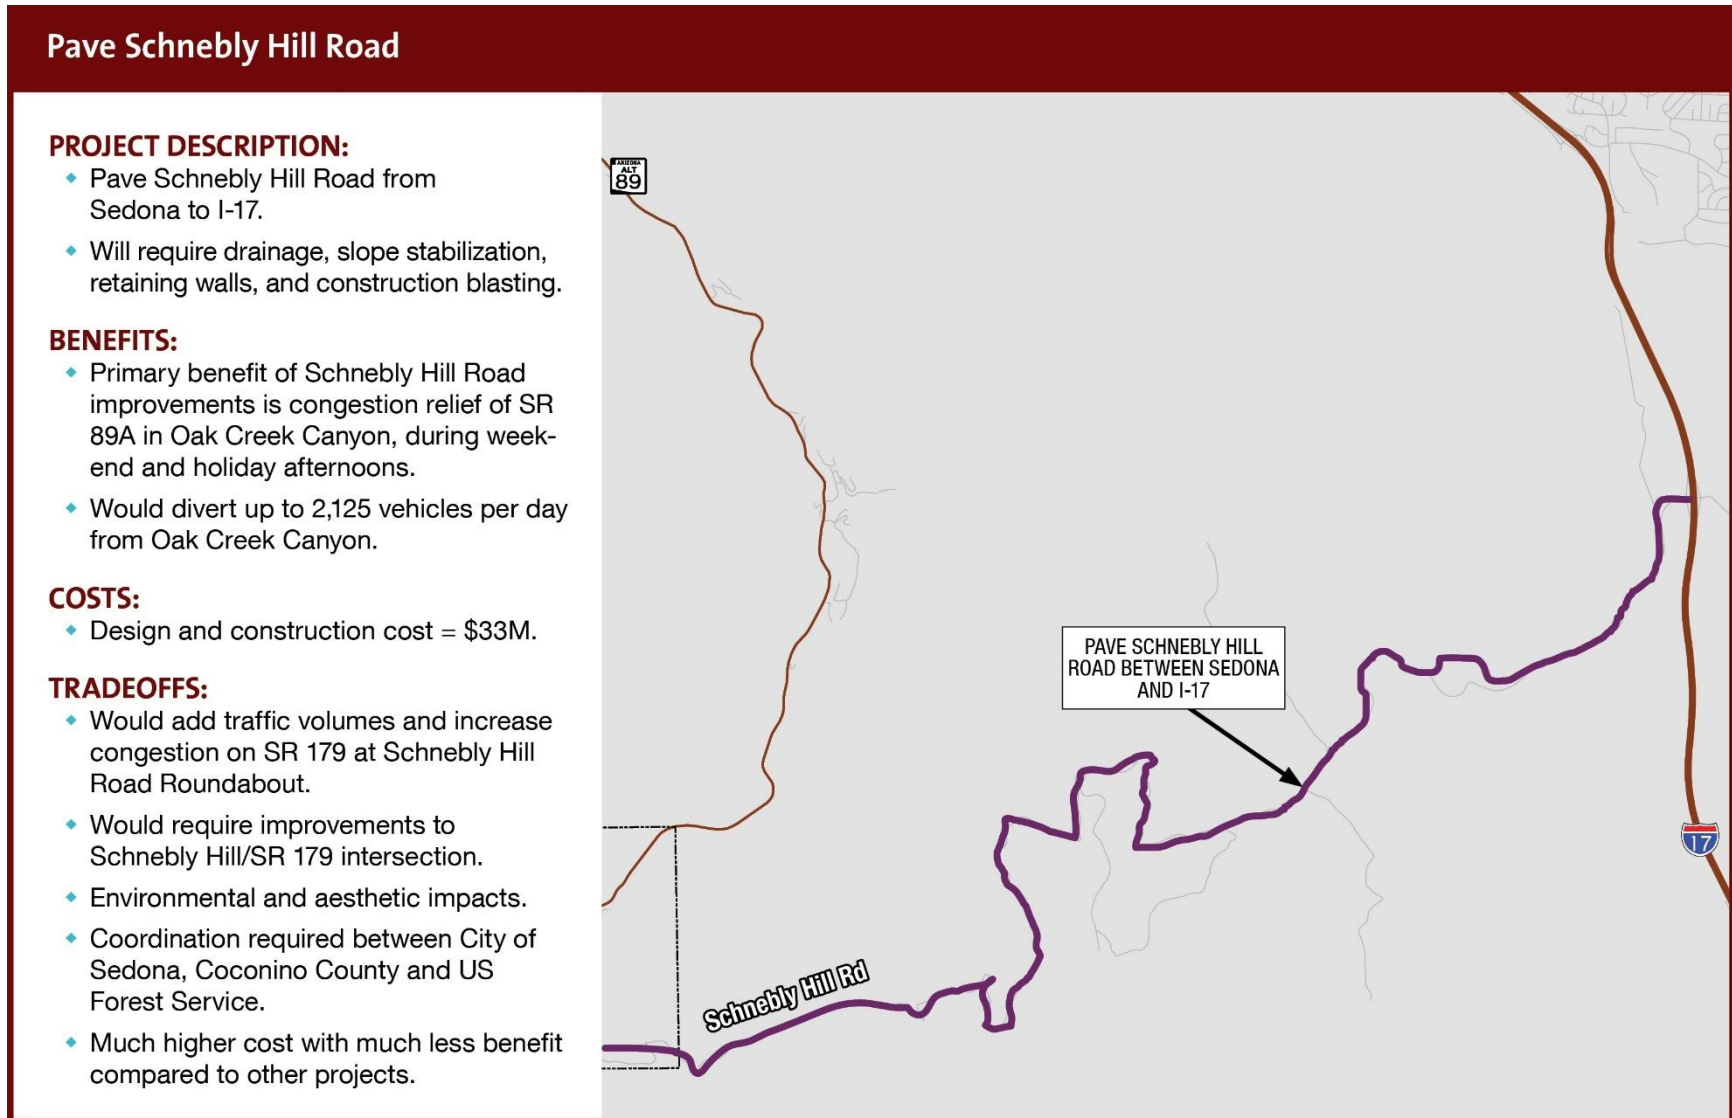 Pave Schnebly Hill Road
PROJECT DESCRIPTION:
Pave Schnebly Hill Road from
Sedona to I-17.
Will require drainage, slope stabilization,
retaining walls, and construction blasting.
BENEFITS:
Primary benefit of Schnebly Hill Road
improvements is congestion relief of SR
89A in Oak Creek Canyon, during week-
end and holiday afternoons.
Would divert up to 2,125 vehicles per day
from Oak Creek Canyon.
COSTS:
Design and construction cost = $33M.
TRADEOFFS:
Would add traffic volumes and increase
congestion on SR 179 at Schnebly Hill
Road Roundabout.
Would require improvements to
Schnebly Hill/SR 179 intersection.
Environmental and aesthetic impacts.
Coordination required between City of
Sedona, Coconino County and US
Forest Service.
Much higher cost with much less benefit
compared to other projects.
ARIZONA
ALT
89
PAVE SCHNEBLY HILL
ROAD BETWEEN SEDONA
AND I-17
17
Schnebly Hill Rd